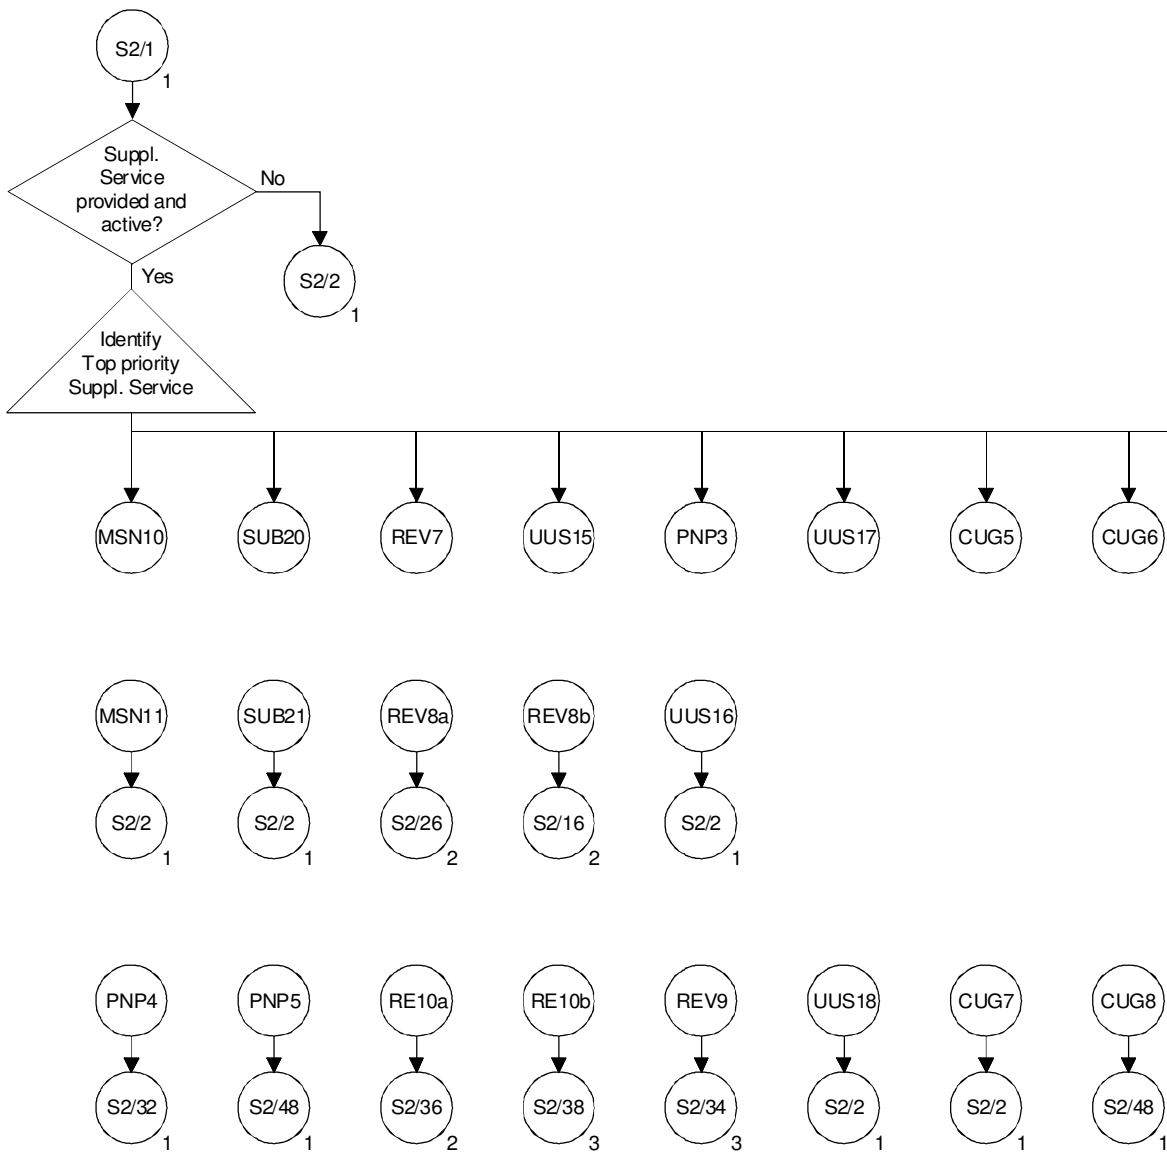 S2/1
1
Suppl.
Service
provided and
active?
No
S2/2
1
Yes
Identify
Top priority
Suppl. Service
MSN10
SUB20
REV7
UUS15
PNP3
UUS17
CUG5
CUG6
MSN11
SUB21
REV8a
REV8b
UUS16
S2/2
1
S2/2
1
S2/26
2
S2/16
2
S2/2
1
PNP4
PNP5
RE10a
RE10b
REV9
UUS18
CUG7
CUG8
S2/32
1
S2/48
1
S2/36
2
S2/38
3
S2/34
3
S2/2
1
S2/2
1
S2/48
1